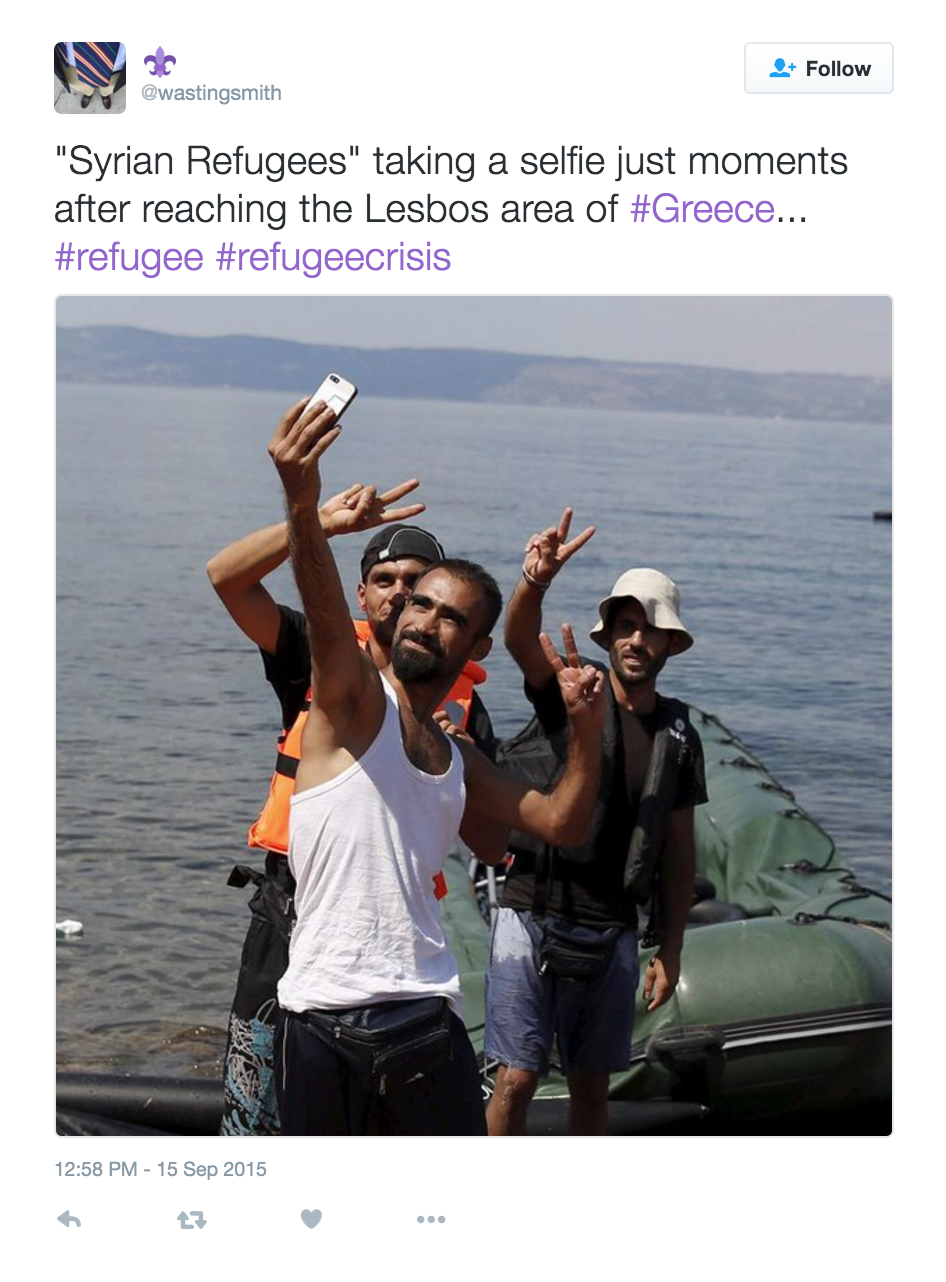 @wastingsmith
Follow
"Syrian Refugees" taking a selfie just moments
after reaching the Lesbos area of #Greece...
#refugee #refugeecrisis
12:58 PM - 15 Sep 2015